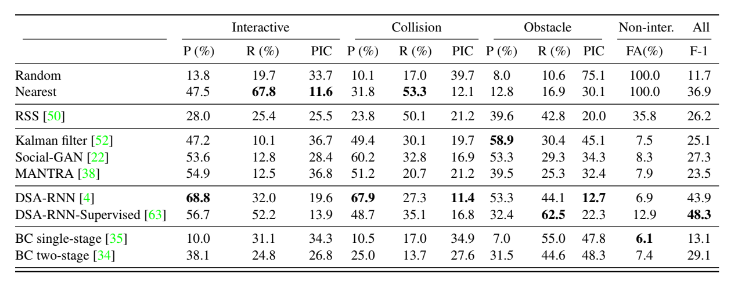 Interactive Collision Obstacle Non-inter. All
P (%) R (%) PIC P (%) R (%) PIC P (%) R (%) PIC FA(%) F-1
Random 13.8 19.7 33.7 10.1 17.0 39.7 8.0 10.6 75.1 100.0 11.7
Nearest 47.5 67.8 11.6 31.8 53.3 12.1 12.8 16.9 30.1 100.0 36.9
RSS [50] 28.0 25.4 25.5 23.8 50.1 21.2 39.6 42.8 20.0 35.8 26.2
Kalman filter [52] 47.2 10.1 36.7 49.4 30.1 19.7 58.9 30.4 45.1 7.5 25.1
Social-GAN [22] 53.6 12.8 28.4 60.2 32.8 16.9 53.3 29.3 34.3 8.3 27.3
MANTRA [38] 54.9 12.5 36.8 51.2 20.7 21.2 39.5 25.3 32.4 7.9 23.5
DSA-RNN [4] 68.8 32.0 19.6 67.9 27.3 11.4 53.3 44.1 12.7 6.9 43.9
DSA-RNN-Supervised [63] 56.7 52.2 13.9 48.7 35.1 16.8 32.4 62.5 22.3 12.9 48.3
BC single-stage [35] 10.0 31.1 34.3 10.5 17.0 34.9 7.0 55.0 47.8 6.1 13.1
BC two-stage [34] 38.1 24.8 26.8 25.0 13.7 27.6 31.5 44.6 48.3 7.4 29.1